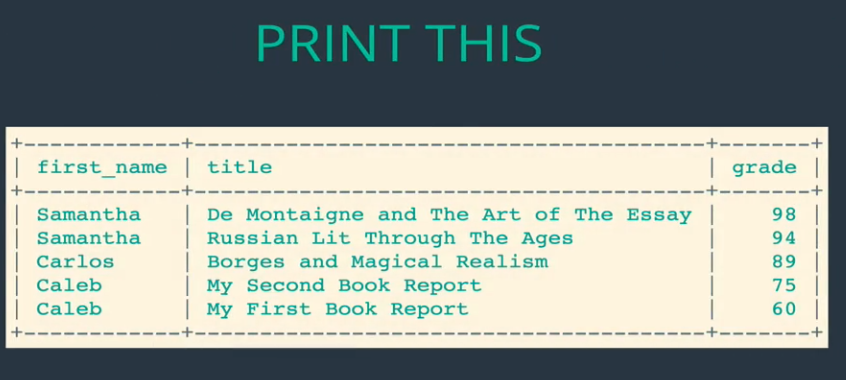 PRINT THIS
+------------+----------------------------------------+-------+
| first_name | title                                  | grade |
+------------+----------------------------------------+-------+
| Samantha   | De Montaigne and The Art of The Essay  |    98 |
| Samantha   | Russian Lit Through The Ages           |    94 |
| Carlos     | Borges and Magical Realism             |    89 |
| Caleb      | My Second Book Report                  |    75 |
| Caleb      | My First Book Report                   |    60 |
+------------+----------------------------------------+-------+